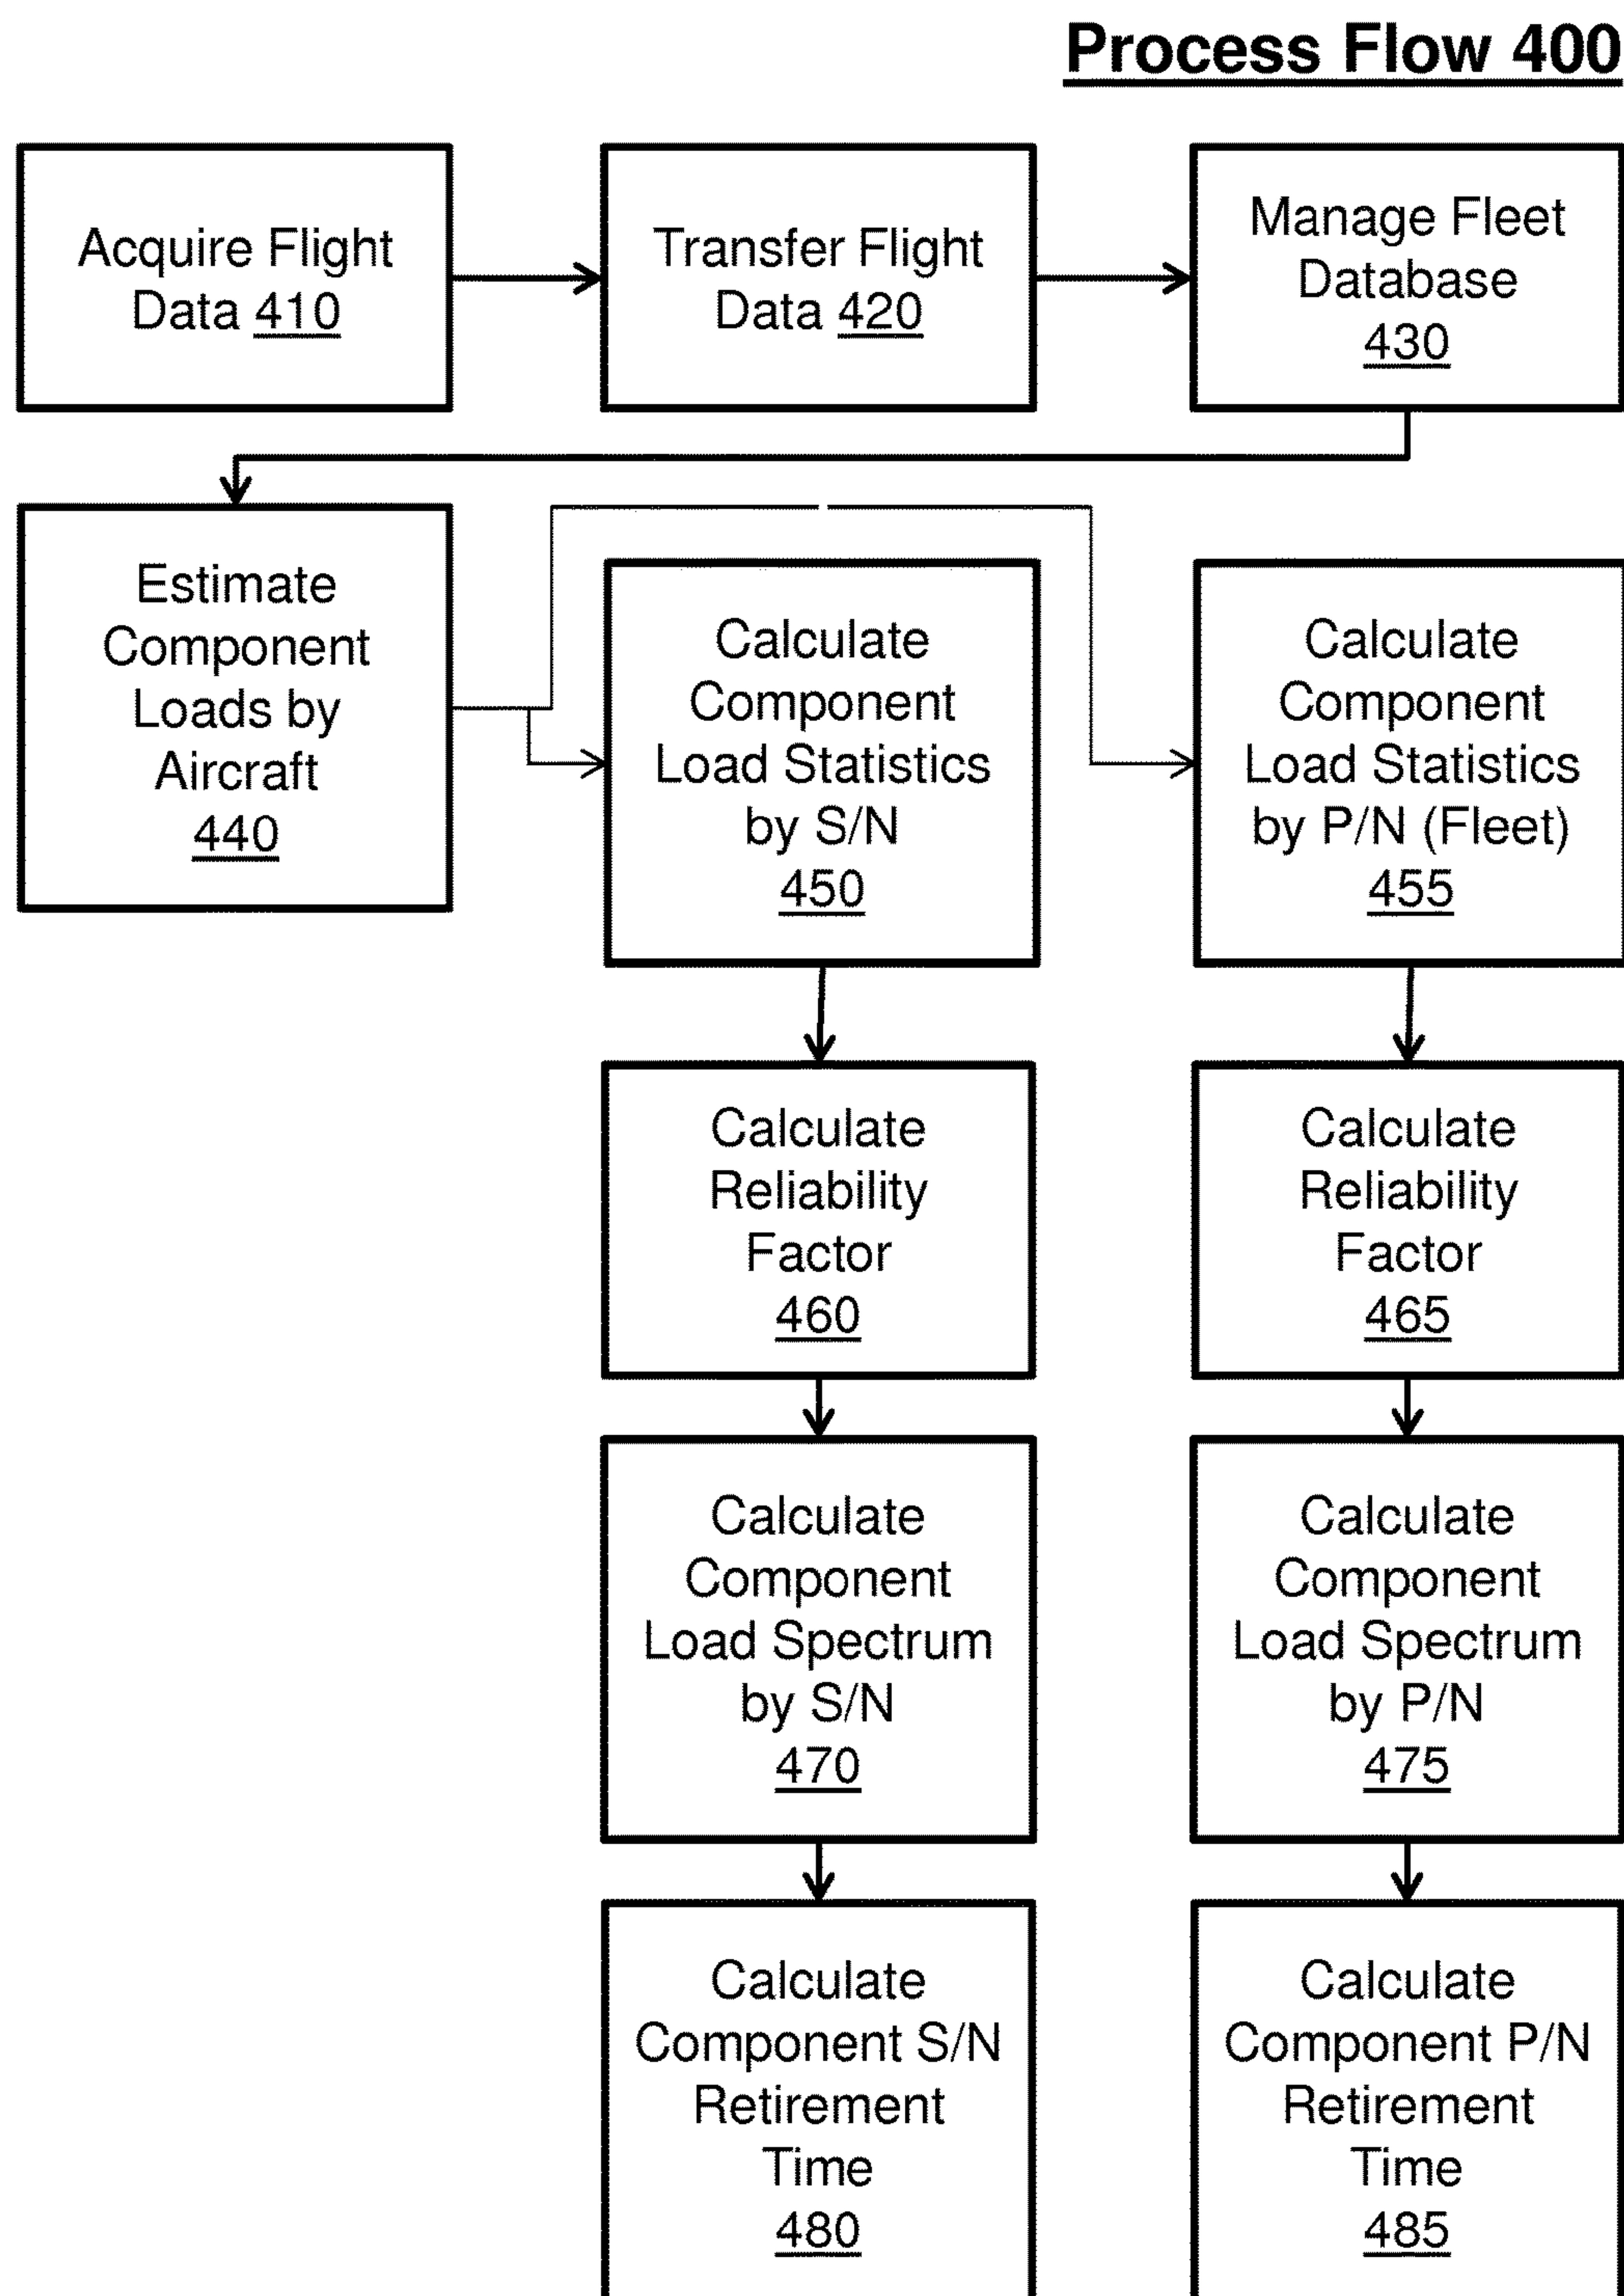 Process Flow 400
Acquire Flight
Data 410
Transfer Flight
Data 420
Manage Fleet
Database
430
Estimate
Component
Loads by
Aircraft
440
Calculate
Component
Load Statistics
by S/N
450
Calculate
Component
Load Statistics
by P/N (Fleet)
455
Calculate
Reliability
Factor
460
Calculate
Reliability
Factor
465
Calculate
Component
Load Spectrum
by S/N
470
Calculate
Component
Load Spectrum
by P/N
475
Calculate
Component S/N
Retirement
Time
480
Calculate
Component P/N
Retirement
Time
485